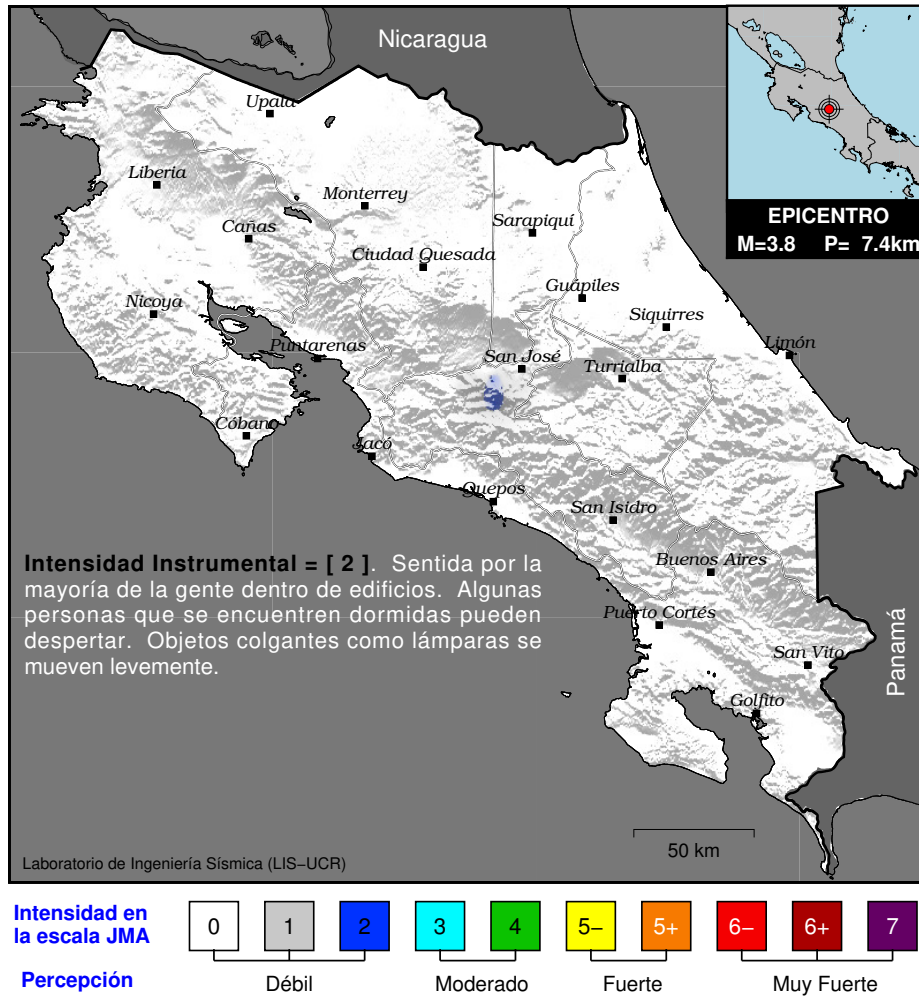 Nicaragua
Upala
Liberia
Monterrey
Cañas
Sarapiquí
EPICENTRO
M=3.8 P= 7.4km
Ciudad Quesada
Guápiles
Nicoya
Siquirres
Puntarenas
San José
Limón
Turrialba
Cóbano
Jacó
Quepos
San Isidro
Intensidad Instrumental = [ 2 ]. Sentida por la
mayoría de la gente dentro de edificios. Algunas
personas que se encuentren dormidas pueden
despertar. Objetos colgantes como lámparas se
mueven levemente.
Buenos Aires
Puerto Cortés
San Vito
Panamá
Golfito
50 km
Laboratorio de Ingeniería Sísmica (LIS−UCR)
Intensidad en
la escala JMA
0 1 2 3 4 5− 5+ 6− 6+ 7
Percepción
Débil Moderado Fuerte Muy Fuerte